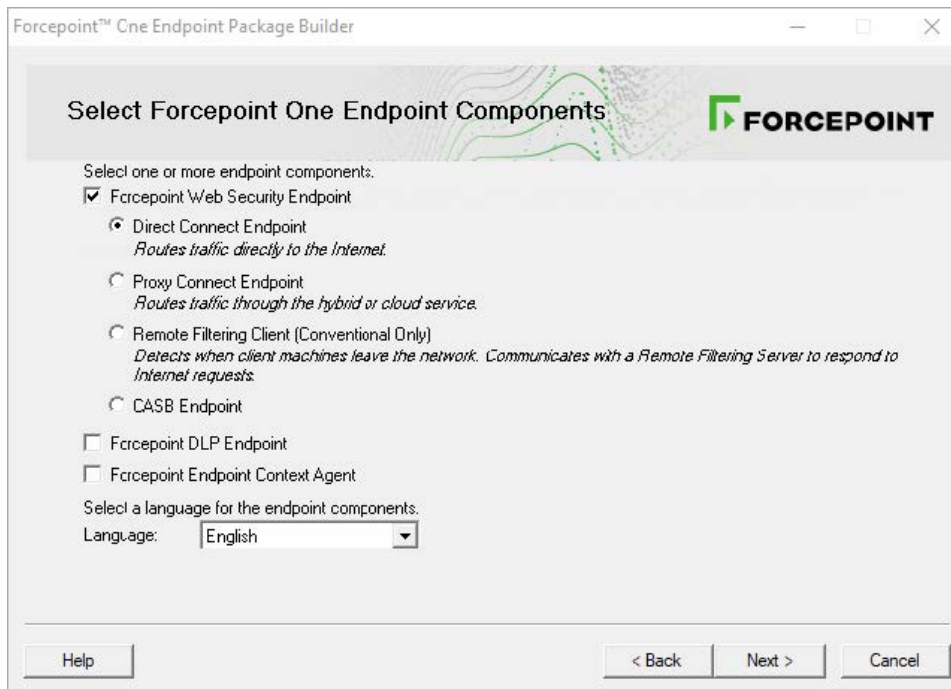 Forcepoint™ One Endpoint Package Builder
Select Forcepoint One Endpoint Components
FORCEPOINT
Select one or more endpoint components.
Forcepoint Web Security Endpoint
Direct Connect Endpoint
Routes traffic directly to the Internet.
Proxy Connect Endpoint
Routes traffic through the hybrid or cloud service.
Remote Filtering Client (Conventional Only)
Detects when client machines leave the network. Communicates with a Remote Filtering Server to respond to
Internet requests.
CASB Endpoint
Forcepoint DLP Endpoint
Forcepoint Endpoint Context Agent
Select a language for the endpoint components.
Language: English
Help < Back Next > Cancel